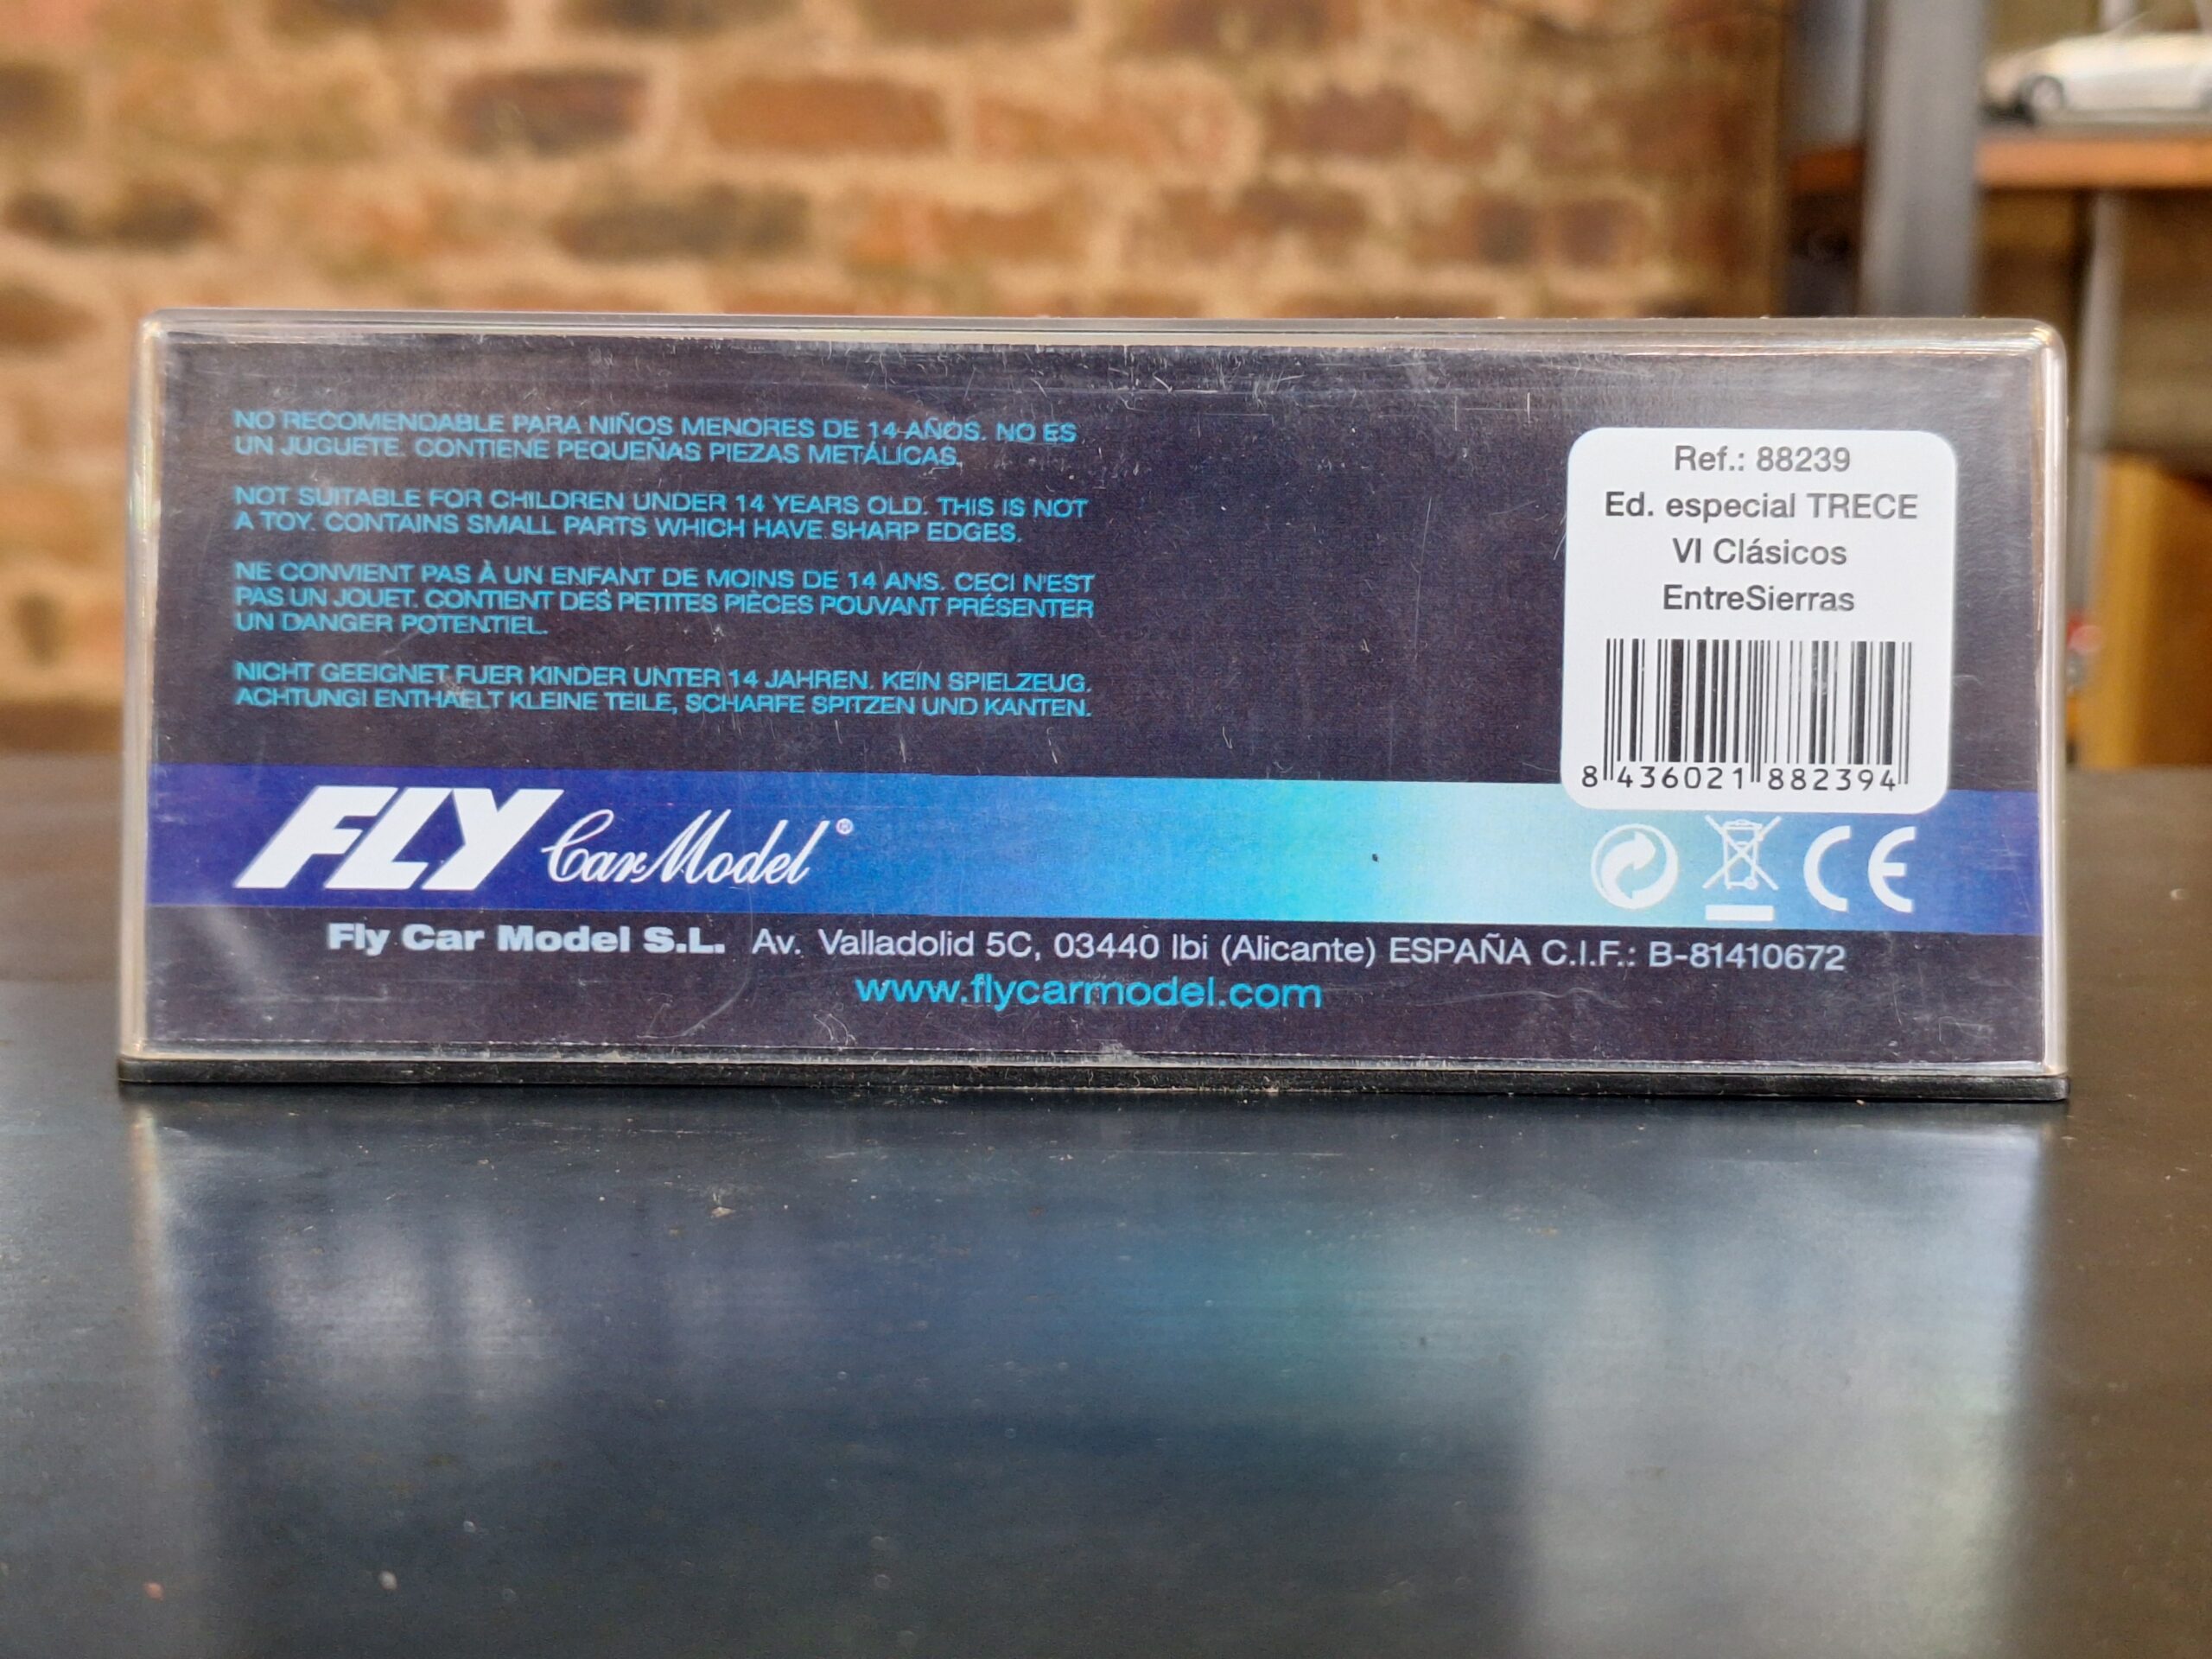 NO RECOMENDABLE PARA NIÑOS MENORES DE 14 AÑOS. NO ES
UN JUGUETE. CONTIENE PEQUEÑAS PIEZAS METÁLICAS.
NOT SUITABLE FOR CHILDREN UNDER 14 YEARS OLD. THIS IS NOT
A TOY. CONTAINS SMALL PARTS WHICH HAVE SHARP EDGES.
NE CONVIENT PAS À UN ENFANT DE MOINS DE 14 ANS. CECI N'EST
PAS UN JOUET. CONTIENT DES PETITES PIÈCES POUVANT PRÉSENTER
UN DANGER POTENTIEL.
NICHT GEEIGNET FUER KINDER UNTER 14 JAHREN. KEIN SPIELZEUG.
ACHTUNG! ENTHAELT KLEINE TEILE, SCHARFE SPITZEN UND KANTEN.
Ref.: 88239
Ed. especial TRECE
VI Clásicos
EntreSierras
8 436021 882394
FLY Car Model®
CE
Fly Car Model S.L. Av. Valladolid 5C, 03440 Ibi (Alicante) ESPAÑA C.I.F.: B-81410672
www.flycarmodel.com